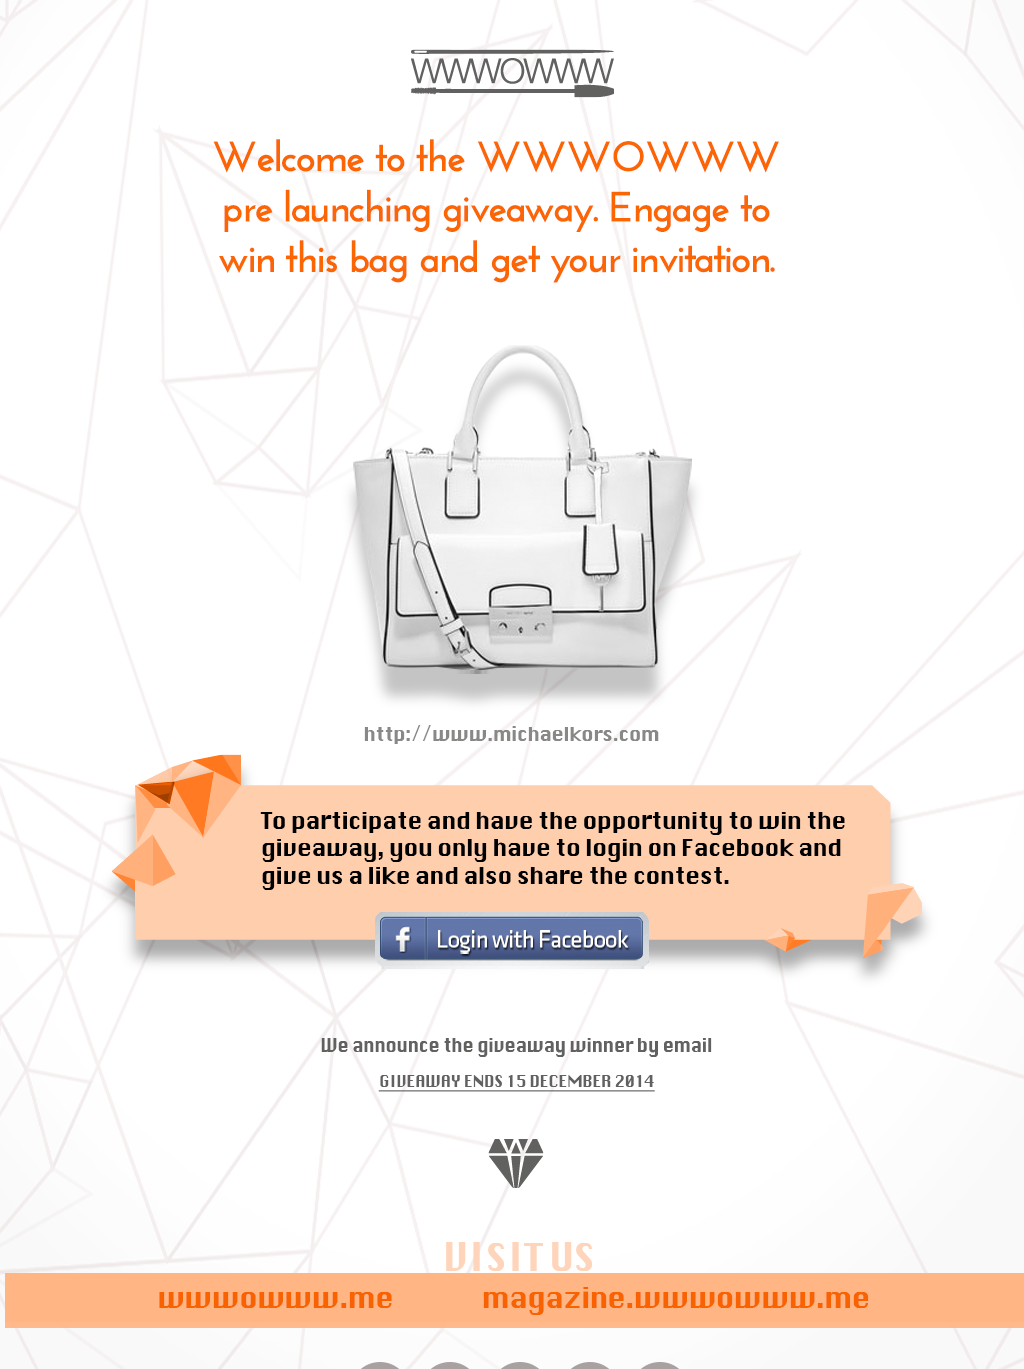 WWWOWWW
Welcome to the WWWOWWW
pre launching giveaway. Engage to
win this bag and get your invitation.
http://www.michaelkors.com
To participate and have the opportunity to win the
giveaway, you only have to login on Facebook and
give us a like and also share the contest.
f Login with Facebook
We announce the giveaway winner by email
GIVEAWAY ENDS 15 DECEMBER 2014
VISIT US
wwwowww.me magazine.wwwowww.me